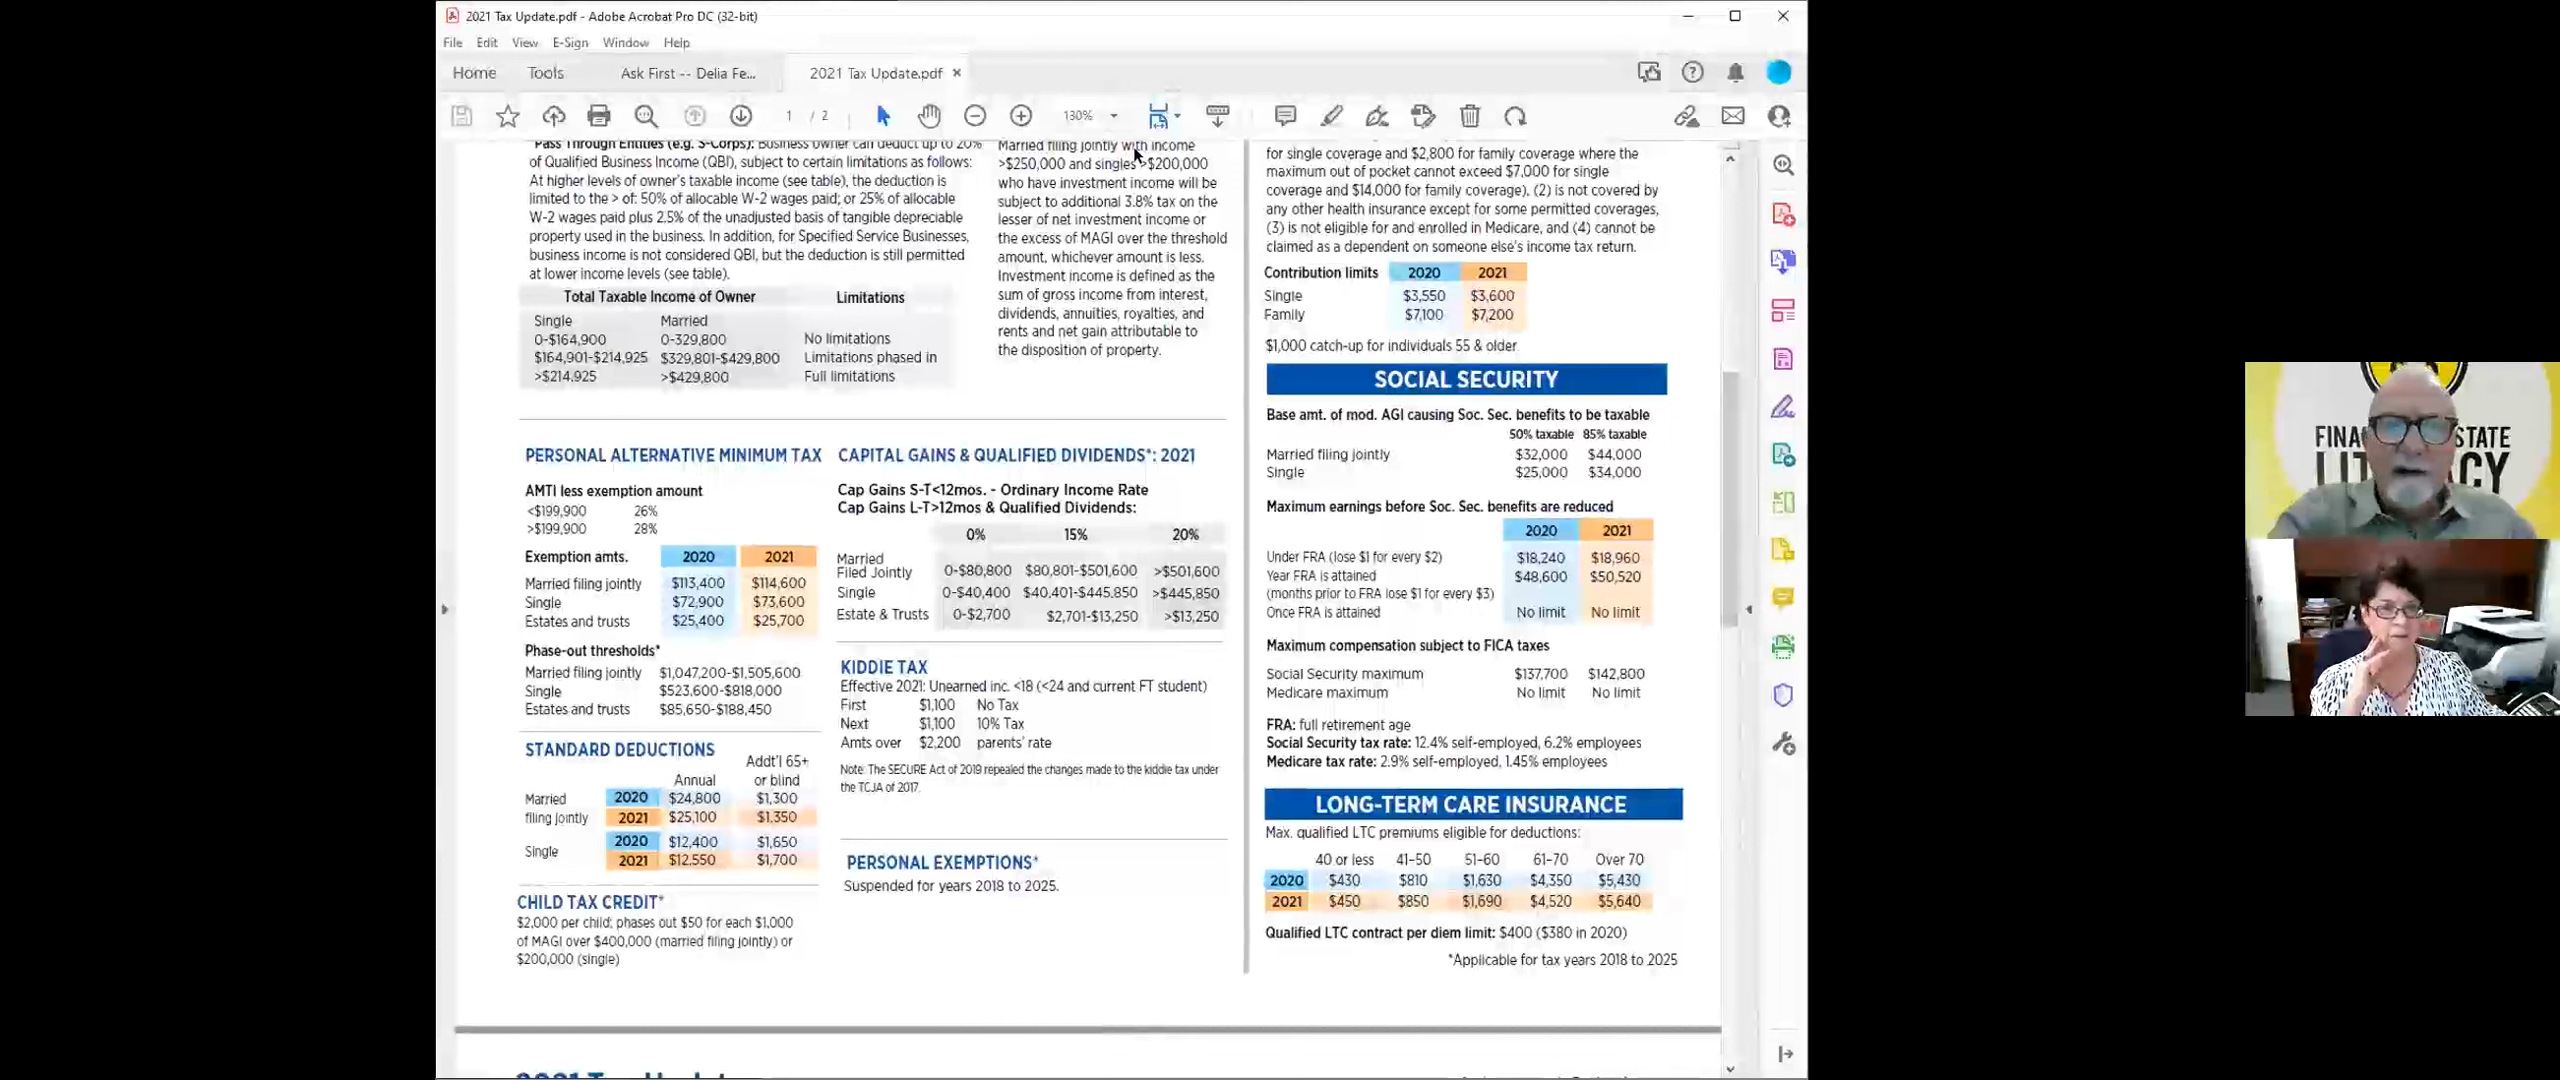 2021 Tax Update.pdf - Adobe Acrobat Pro DC (32-bit)
File Edit View E-Sign Window Help
Home Tools Ask First -- Delia Fe... 2021 Tax Update.pdf
1 / 2 130%
Pass Through Entities (e.g. S-Corps): Business owner can deduct up to 20%
of Qualified Business Income (QBI), subject to certain limitations as follows:
At higher levels of owner's taxable income (see table), the deduction is
limited to the > of: 50% of allocable W-2 wages paid; or 25% of allocable
W-2 wages paid plus 2.5% of the unadjusted basis of tangible depreciable
property used in the business. In addition, for Specified Service Businesses,
business income is not considered QBI, but the deduction is still permitted
at lower income levels (see table).
Total Taxable Income of Owner Limitations
Single Married
0-$164,900 0-329,800 No limitations
$164,901-$214,925 $329,801-$429,800 Limitations phased in
>$214,925 >$429,800 Full limitations
Married filing jointly with income
>$250,000 and singles >$200,000
who have investment income will be
subject to additional 3.8% tax on the
lesser of net investment income or
the excess of MAGI over the threshold
amount, whichever amount is less.
Investment income is defined as the
sum of gross income from interest,
dividends, annuities, royalties, and
rents and net gain attributable to
the disposition of property.
PERSONAL ALTERNATIVE MINIMUM TAX
AMTI less exemption amount
<$199,900 26%
>$199,900 28%
Exemption amts. 2020 2021
Married filing jointly $113,400 $114,600
Single $72,900 $73,600
Estates and trusts $25,400 $25,700
Phase-out thresholds*
Married filing jointly $1,047,200-$1,505,600
Single $523,600-$818,000
Estates and trusts $85,650-$188,450
STANDARD DEDUCTIONS
Addt'l 65+
Annual or blind
Married 2020 $24,800 $1,300
filing jointly 2021 $25,100 $1,350
2020 $12,400 $1,650
Single
2021 $12,550 $1,700
CHILD TAX CREDIT*
$2,000 per child; phases out $50 for each $1,000
of MAGI over $400,000 (married filing jointly) or
$200,000 (single)
CAPITAL GAINS & QUALIFIED DIVIDENDS*: 2021
Cap Gains S-T<12mos. - Ordinary Income Rate
Cap Gains L-T>12mos & Qualified Dividends:
0% 15% 20%
Married
Filed Jointly 0-$80,800 $80,801-$501,600 >$501,600
Single 0-$40,400 $40,401-$445,850 >$445,850
Estate & Trusts 0-$2,700 $2,701-$13,250 >$13,250
KIDDIE TAX
Effective 2021: Unearned inc. <18 (<24 and current FT student)
First $1,100 No Tax
Next $1,100 10% Tax
Amts over $2,200 parents' rate
Note: The SECURE Act of 2019 repealed the changes made to the kiddie tax under
the TCJA of 2017.
PERSONAL EXEMPTIONS*
Suspended for years 2018 to 2025.
for single coverage and $2,800 for family coverage where the
maximum out of pocket cannot exceed $7,000 for single
coverage and $14,000 for family coverage), (2) is not covered by
any other health insurance except for some permitted coverages,
(3) is not eligible for and enrolled in Medicare, and (4) cannot be
claimed as a dependent on someone else's income tax return.
Contribution limits 2020 2021
Single $3,550 $3,600
Family $7,100 $7,200
$1,000 catch-up for individuals 55 & older
SOCIAL SECURITY
Base amt. of mod. AGI causing Soc. Sec. benefits to be taxable
50% taxable 85% taxable
Married filing jointly $32,000 $44,000
Single $25,000 $34,000
Maximum earnings before Soc. Sec. benefits are reduced
2020 2021
Under FRA (lose $1 for every $2) $18,240 $18,960
Year FRA is attained $48,600 $50,520
(months prior to FRA lose $1 for every $3)
Once FRA is attained No limit No limit
Maximum compensation subject to FICA taxes
Social Security maximum $137,700 $142,800
Medicare maximum No limit No limit
FRA: full retirement age
Social Security tax rate: 12.4% self-employed, 6.2% employees
Medicare tax rate: 2.9% self-employed, 1.45% employees
LONG-TERM CARE INSURANCE
Max. qualified LTC premiums eligible for deductions:
40 or less 41-50 51-60 61-70 Over 70
2020 $430 $810 $1,630 $4,350 $5,430
2021 $450 $850 $1,690 $4,520 $5,640
Qualified LTC contract per diem limit: $400 ($380 in 2020)
*Applicable for tax years 2018 to 2025
2021 Tax Update